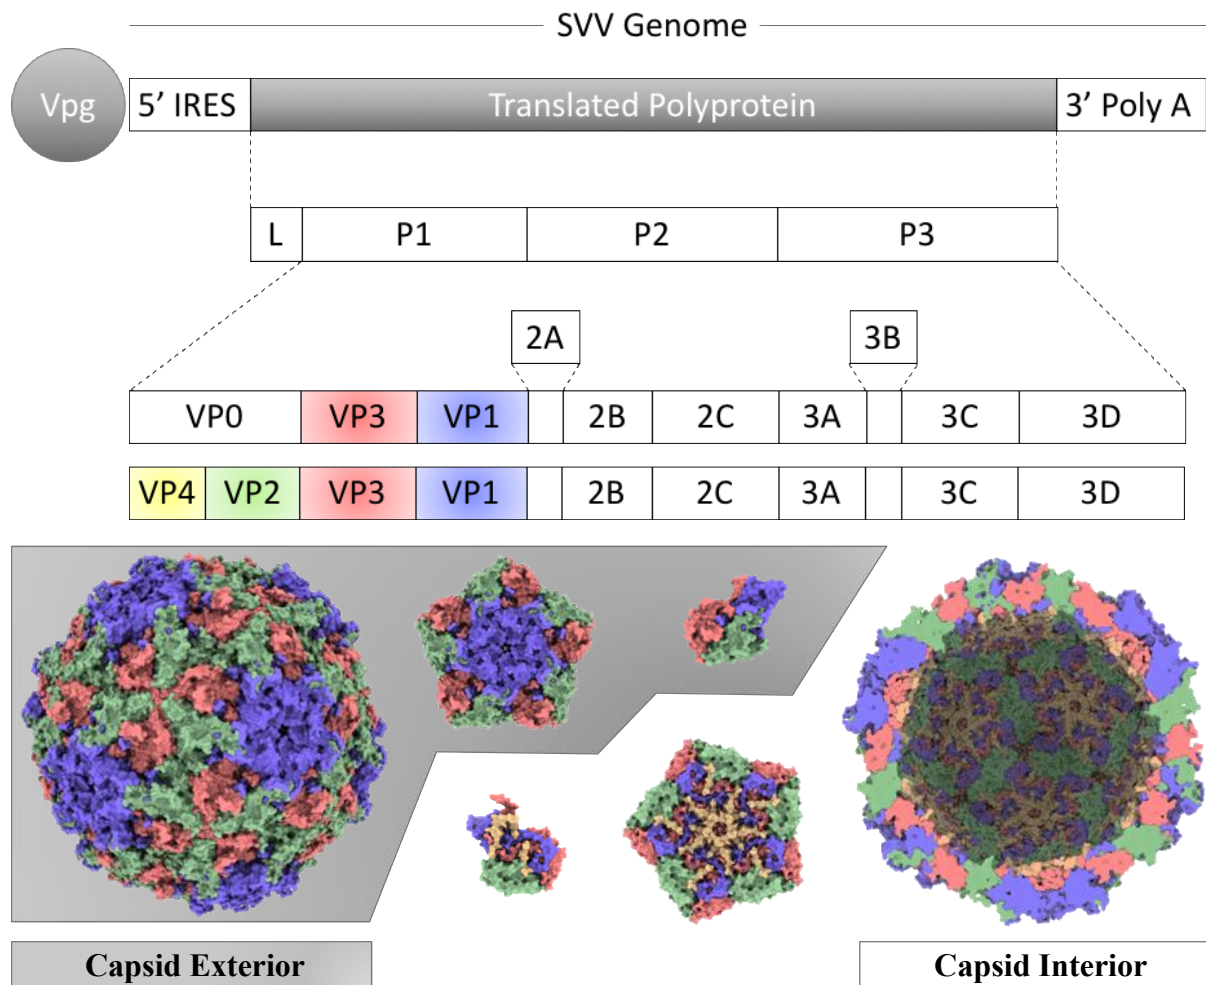 SVV Genome
Vpg 5’ IRES Translated Polyprotein 3’ Poly A
L P1 P2 P3
2A 3B
VP0 VP3 VP1 2B 2C 3A 3C 3D
VP4 VP2 VP3 VP1 2B 2C 3A 3C 3D
Capsid Exterior Capsid Interior